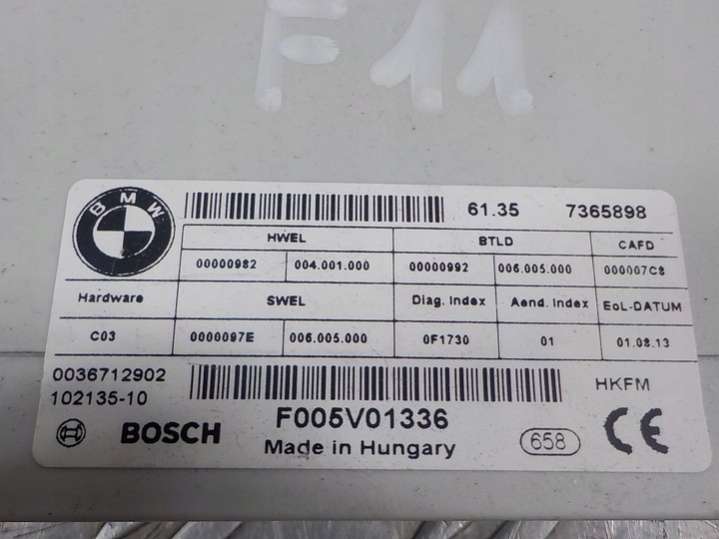 F11
BMW
61.35 7365898
HWEL BTLD CAFD
00000982 004.001.000 00000992 006.005.000 000007C8
Hardware SWEL Diag. Index Aend. Index EoL-DATUM
C03 0000097E 006.005.000 0F1730 01 01.08.13
0036712902
102135-10
HKFM
BOSCH F005V01336
Made in Hungary
658
CE